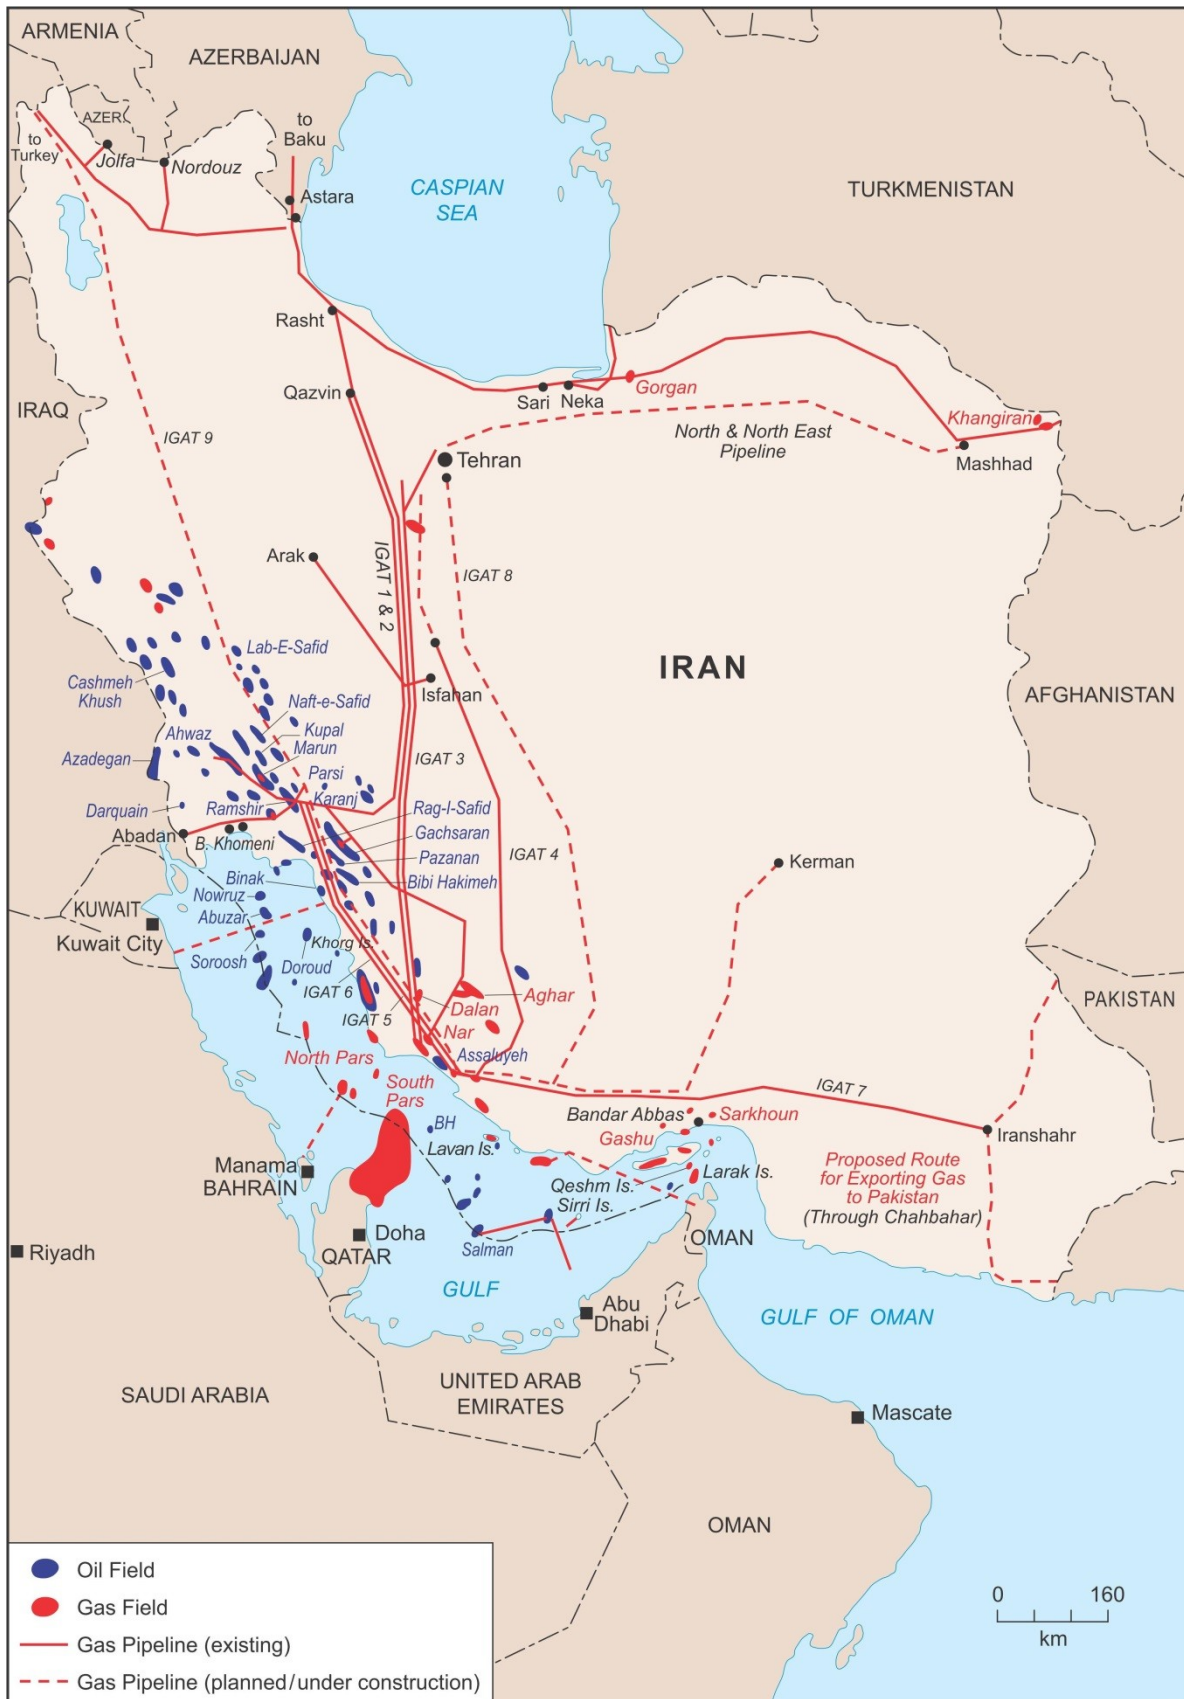 ARMENIA
AZERBAIJAN
AZER.
to
Baku
to
Turkey
Jolfa
Nordouz
Astara
CASPIAN
SEA
TURKMENISTAN
Rasht
Qazvin
Sari
Neka
Gorgan
Khangiran
Mashhad
North & North East
Pipeline
IRAQ
IGAT 9
Tehran
Arak
IGAT 1 & 2
IGAT 8
Isfahan
IRAN
AFGHANISTAN
Lab-E-Safid
Cashmeh
Khush
Naft-e-Safid
Ahwaz
Kupal
Marun
Azadegan
Parsi
Karanj
IGAT 3
Darquain
Ramshir
Rag-I-Safid
Abadan
B. Khomeni
Gachsaran
Pazanan
IGAT 4
Kerman
Binak
Bibi Hakimeh
Nowruz
Abuzar
KUWAIT
Kuwait City
Soroosh
Doroud
Khorg Is.
IGAT 6
IGAT 5
Dalan
Aghar
Nar
Assaluyeh
PAKISTAN
North Pars
South
Pars
IGAT 7
BH
Lavan Is.
Bandar Abbas
Sarkhoun
Gashu
Iranshahr
Manama
BAHRAIN
Qeshm Is.
Larak Is.
Sirri Is.
Proposed Route
for Exporting Gas
to Pakistan
(Through Chahbahar)
Riyadh
Doha
QATAR
Salman
OMAN
GULF
Abu
Dhabi
GULF OF OMAN
SAUDI ARABIA
UNITED ARAB
EMIRATES
Mascate
OMAN
Oil Field
Gas Field
Gas Pipeline (existing)
Gas Pipeline (planned/under construction)
0 160
km